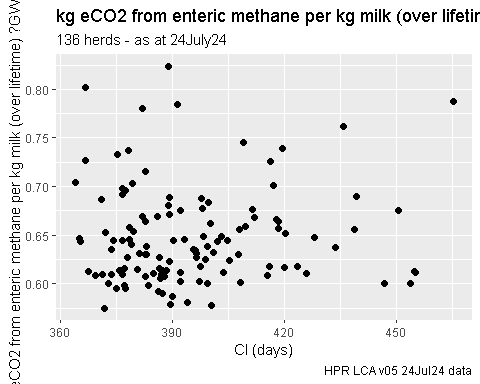 kg eCO2 from enteric methane per kg milk (over lifetir
136 herds - as at 24July24
eCO2 from enteric methane per kg milk (over lifetime) ?GW
0.80
0.75
0.70
0.65
0.60
360
390
420
450
CI (days)
HPR LCA v05 24Jul24 data